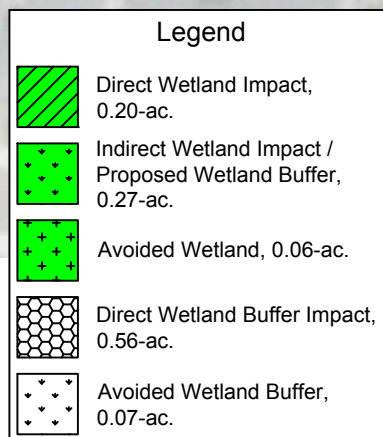 Legend
Direct Wetland Impact,
0.20-ac.
Indirect Wetland Impact /
Proposed Wetland Buffer,
0.27-ac.
Avoided Wetland, 0.06-ac.
Direct Wetland Buffer Impact,
0.56-ac.
Avoided Wetland Buffer,
0.07-ac.